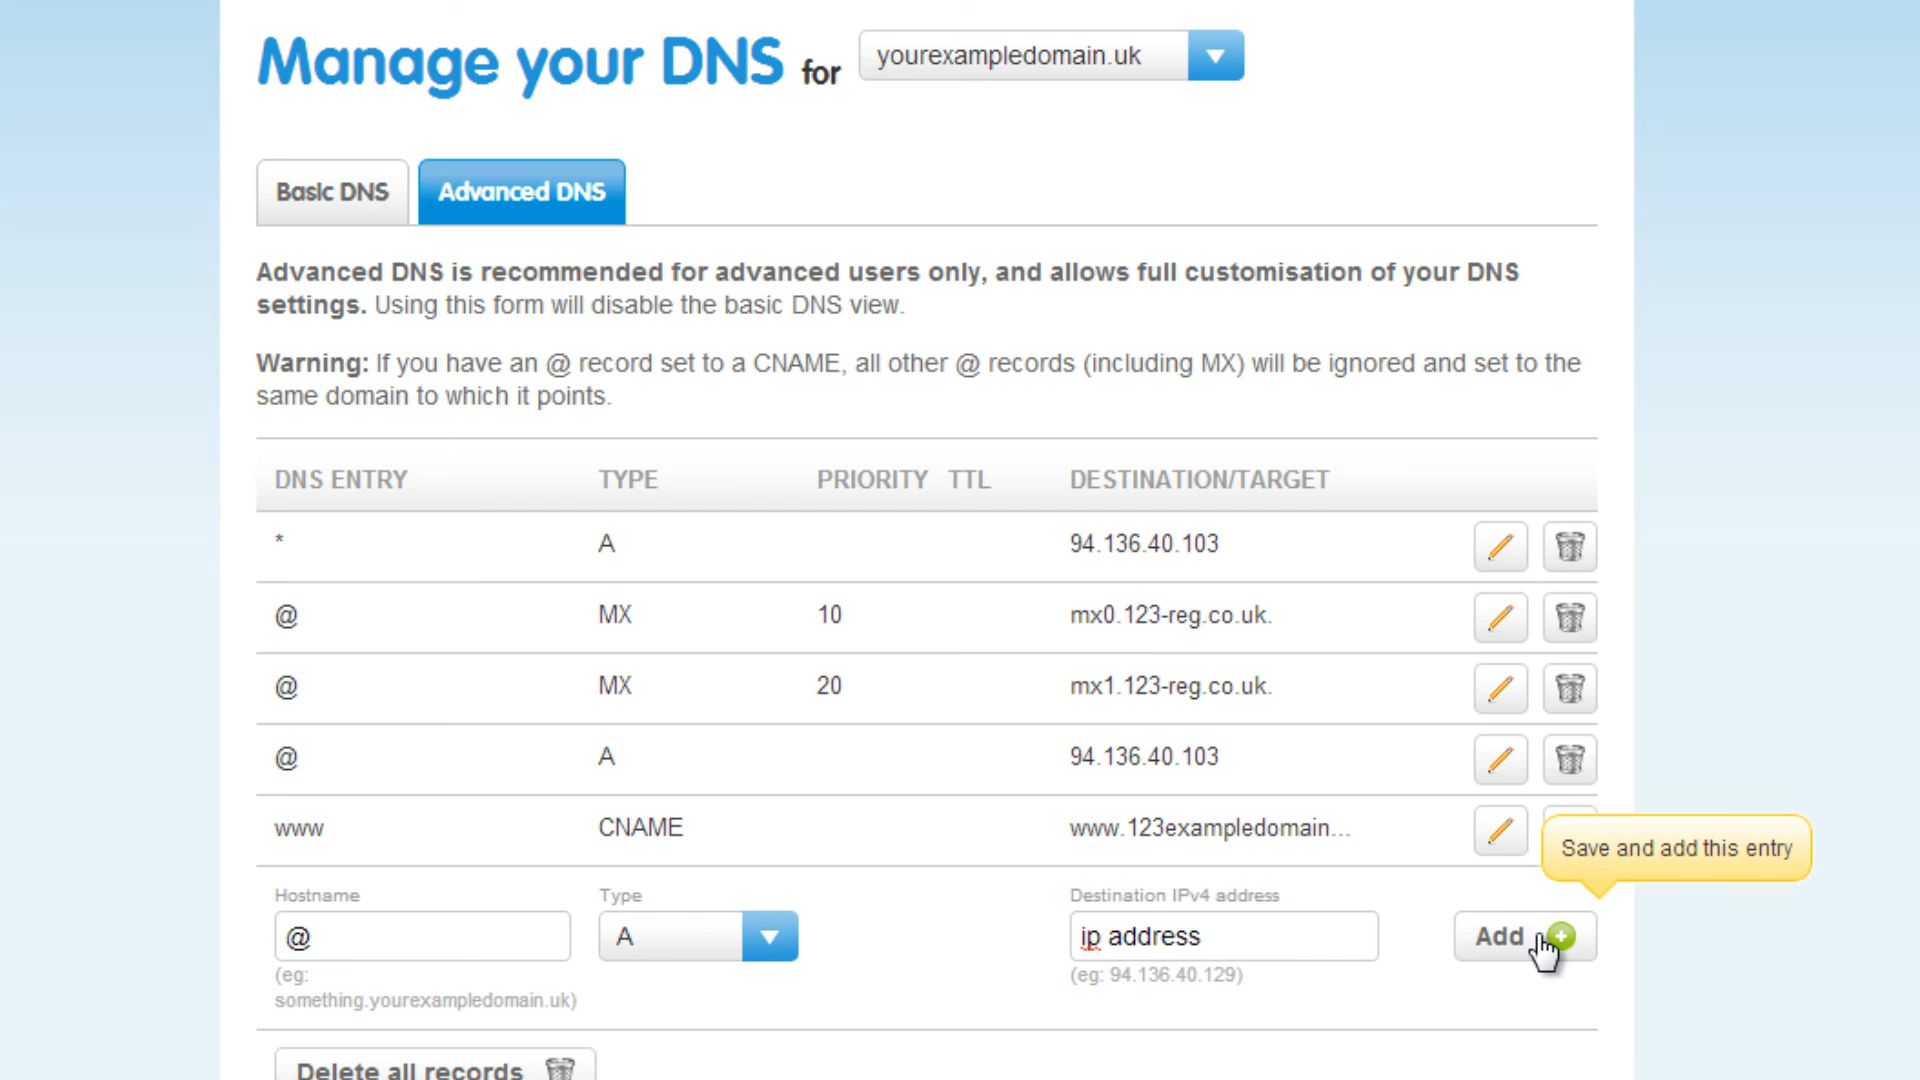 Manage your DNS for yourexampledomain.uk
Basic DNS Advanced DNS
Advanced DNS is recommended for advanced users only, and allows full customisation of your DNS
settings. Using this form will disable the basic DNS view.
Warning: If you have an @ record set to a CNAME, all other @ records (including MX) will be ignored and set to the
same domain to which it points.
DNS ENTRY TYPE PRIORITY TTL DESTINATION/TARGET
* A 94.136.40.103
@ MX 10 mx0.123-reg.co.uk.
@ MX 20 mx1.123-reg.co.uk.
@ A 94.136.40.103
www CNAME www.123exampledomain...
Save and add this entry
Hostname Type Destination IPv4 address
@ A ip address Add
(eg: (eg: 94.136.40.129)
something.yourexampledomain.uk)
Delete all records